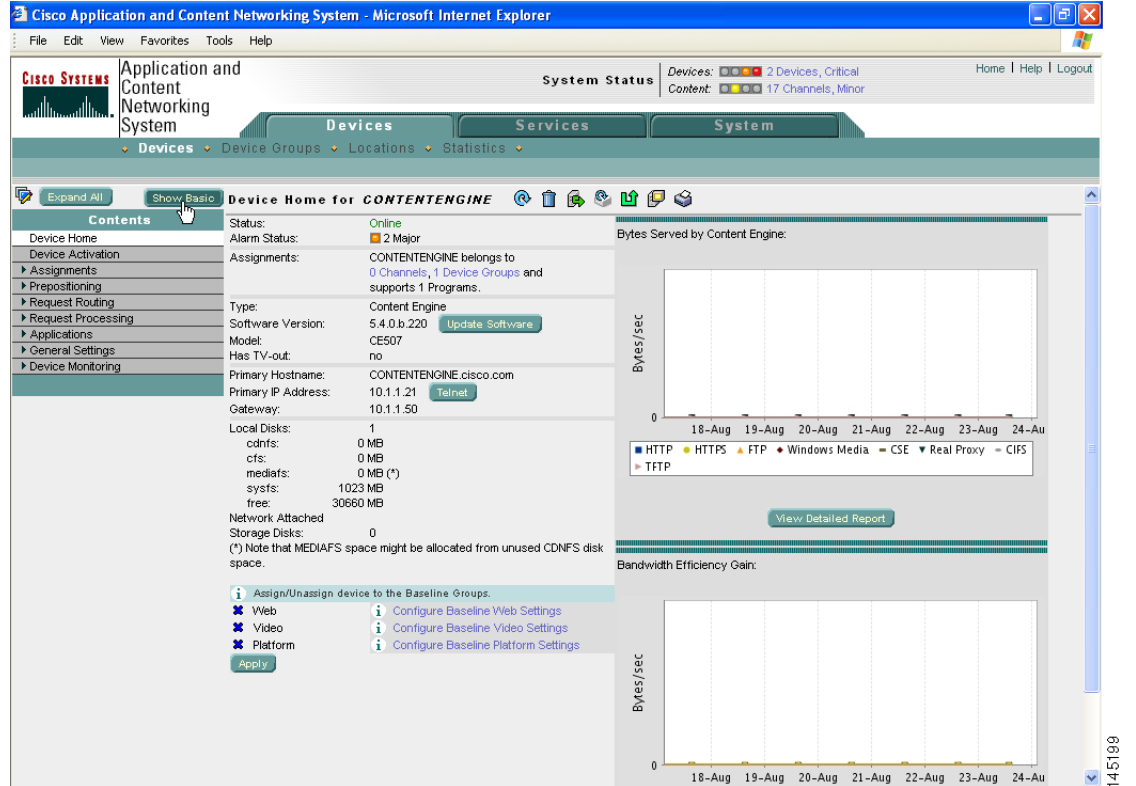 Cisco Application and Content Networking System - Microsoft Internet Explorer
File Edit View Favorites Tools Help
CISCO SYSTEMS
Application and
Content
Networking
System
System Status
Devices: 2 Devices, Critical
Content: 17 Channels, Minor
Home | Help | Logout
Devices Services System
Devices Device Groups Locations Statistics
Expand All Show Basic
Contents
Device Home
Device Activation
Assignments
Prepositioning
Request Routing
Request Processing
Applications
General Settings
Device Monitoring
Device Home for CONTENTENGINE
Status: Online
Alarm Status: 2 Major
Assignments: CONTENTENGINE belongs to
0 Channels, 1 Device Groups and
supports 1 Programs.
Type: Content Engine
Software Version: 5.4.0.b.220 Update Software
Model: CE507
Has TV-out: no
Primary Hostname: CONTENTENGINE.cisco.com
Primary IP Address: 10.1.1.21 Telnet
Gateway: 10.1.1.50
Local Disks: 1
cdnfs: 0 MB
cfs: 0 MB
mediafs: 0 MB (*)
sysfs: 1023 MB
free: 30660 MB
Network Attached
Storage Disks: 0
(*) Note that MEDIAFS space might be allocated from unused CDNFS disk
space.
i Assign/Unassign device to the Baseline Groups.
Web i Configure Baseline Web Settings
Video i Configure Baseline Video Settings
Platform i Configure Baseline Platform Settings
Apply
Bytes Served by Content Engine:
Bytes/sec
0
18-Aug 19-Aug 20-Aug 21-Aug 22-Aug 23-Aug 24-Au
HTTP HTTPS FTP Windows Media CSE Real Proxy CIFS
TFTP
View Detailed Report
Bandwidth Efficiency Gain:
Bytes/sec
0
18-Aug 19-Aug 20-Aug 21-Aug 22-Aug 23-Aug 24-Au
145199